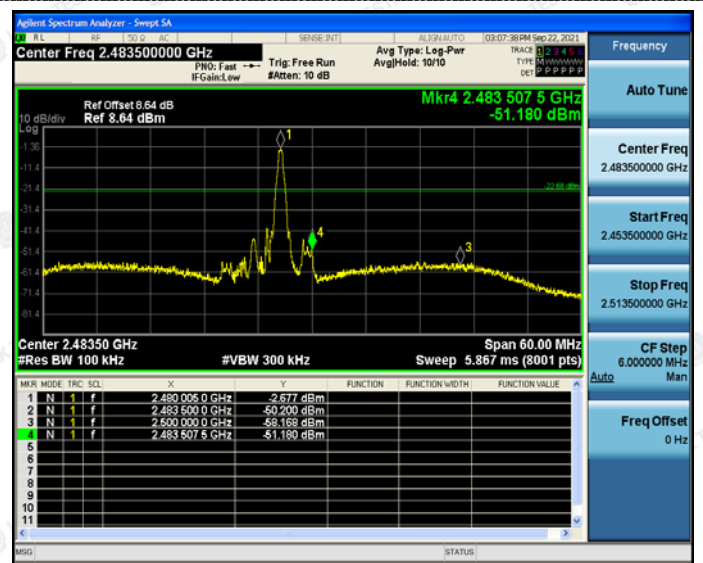 Agilent Spectrum Analyzer - Swept SA
RL RF 50 Ω AC SENSE:INT ALIGNAUTO 03:07:38 PM Sep 22, 2021
Center Freq 2.483500000 GHz
PNO: Fast
IFGain:Low
Trig: Free Run
#Atten: 10 dB
Avg Type: Log-Pwr
Avg|Hold: 10/10
TRACE 1 2 3 4 5 6
TYPE M
DET P P P P P P
Frequency
Auto Tune
Center Freq
2.483500000 GHz
Start Freq
2.453500000 GHz
Stop Freq
2.513500000 GHz
CF Step
6.000000 MHz
Auto Man
Freq Offset
0 Hz
Mkr4 2.483 507 5 GHz
-51.180 dBm
Ref Offset 8.64 dB
10 dB/div Ref 8.64 dBm
Log
-1.36
-11.4
-21.4
-31.4
-41.4
-51.4
-61.4
-71.4
-81.4
1
-22.68 dBm
4
3
Center 2.48350 GHz Span 60.00 MHz
#Res BW 100 kHz #VBW 300 kHz Sweep 5.867 ms (8001 pts)
MKR MODE TRC SCL X Y FUNCTION FUNCTION WIDTH FUNCTION VALUE
1 N 1 f 2.480 005 0 GHz -2.677 dBm
2 N 1 f 2.483 500 0 GHz -50.200 dBm
3 N 1 f 2.500 000 0 GHz -58.168 dBm
4 N 1 f 2.483 507 5 GHz -51.180 dBm
5
6
7
8
9
10
11
MSG STATUS